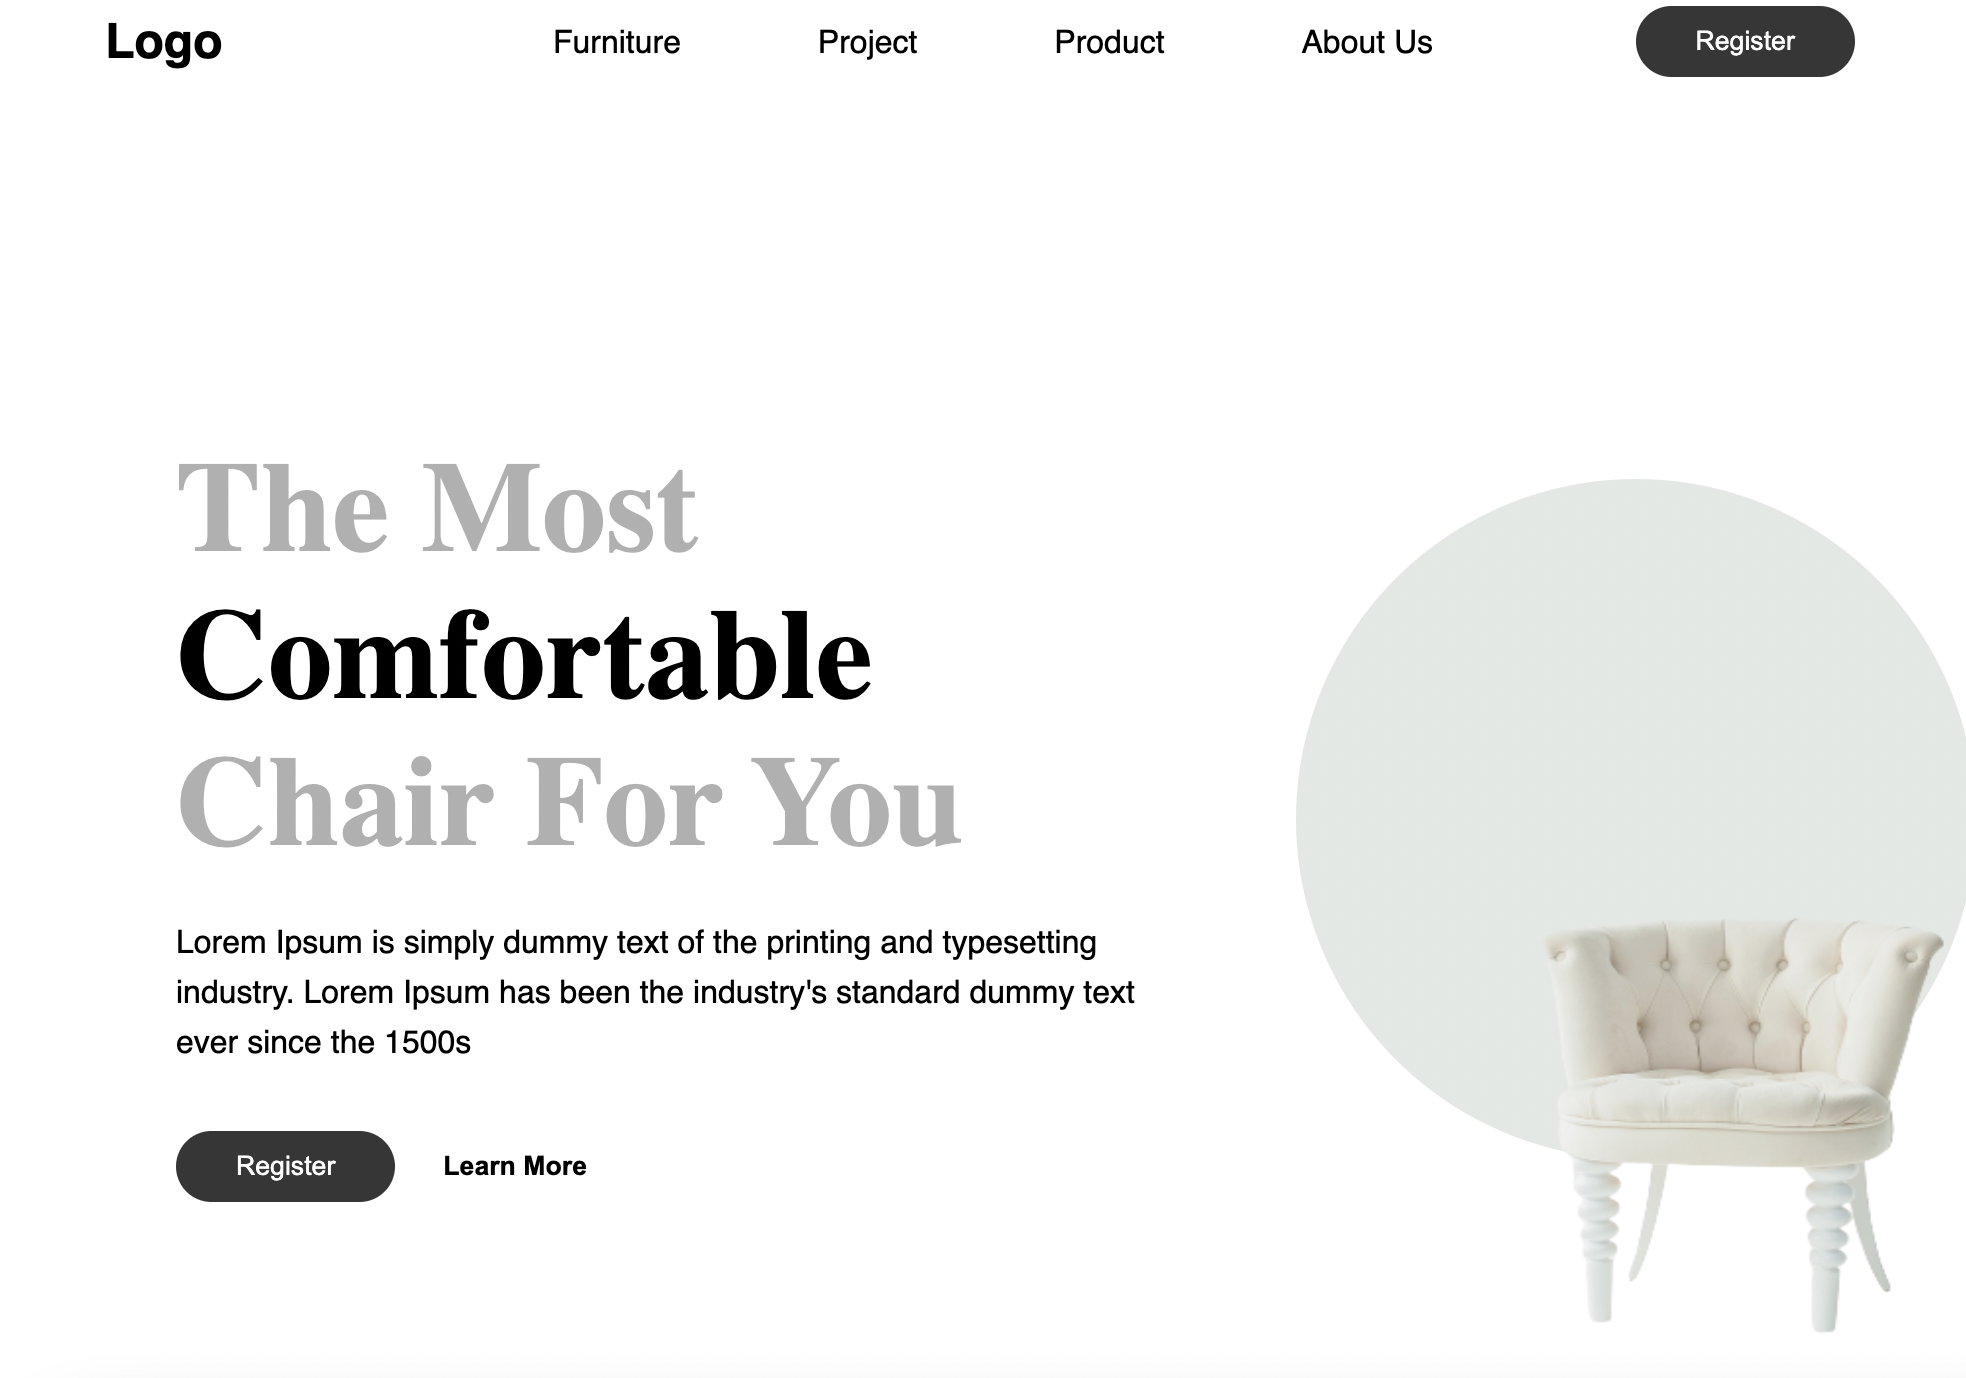 Logo
Furniture
Project
Product
About Us
Register
The Most
Comfortable
Chair For You
Lorem Ipsum is simply dummy text of the printing and typesetting
industry. Lorem Ipsum has been the industry's standard dummy text
ever since the 1500s
Register
Learn More